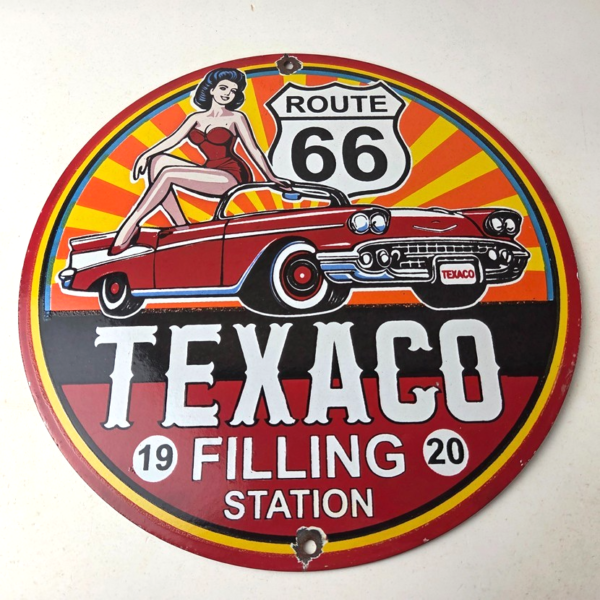 ROUTE
66
TEXACO
TEXACO
19 FILLING 20
STATION